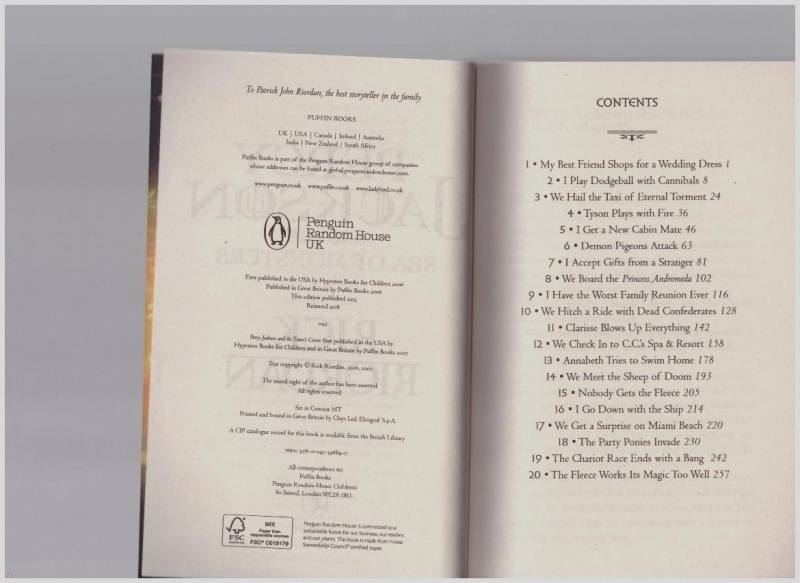 To Patrick John Riordan, the best storyteller in the family
PUFFIN BOOKS
UK | USA | Canada | Ireland | Australia
India | New Zealand | South Africa
Puffin Books is part of the Penguin Random House group of companies
whose addresses can be found at global.penguinrandomhouse.com.
www.penguin.co.uk www.puffin.co.uk www.ladybird.co.uk
Penguin
Random House
UK
First published in the USA by Hyperion Books for Children 2006
Published in Great Britain by Puffin Books 2006
This edition published 2013
Reissued 2018
Percy Jackson and the Titan's Curse first published in the USA by
Hyperion Books for Children and in Great Britain by Puffin Books 2007
Text copyright © Rick Riordan, 2006, 2007
The moral right of the author has been asserted
All rights reserved
Set in Centaur MT
Printed and bound in Great Britain by Clays Ltd, Elcograf S.p.A.
A CIP catalogue record for this book is available from the British Library
All correspondence to:
Puffin Books
Penguin Random House Children's
80 Strand, London WC2R 0RL
FSC
MIX
Paper from
responsible sources
FSC® C018179
Penguin Random House is committed to a
sustainable future for our business, our readers
and our planet. This book is made from Forest
Stewardship Council® certified paper.
CONTENTS
1 • My Best Friend Shops for a Wedding Dress 1
2 • I Play Dodgeball with Cannibals 8
3 • We Hail the Taxi of Eternal Torment 24
4 • Tyson Plays with Fire 36
5 • I Get a New Cabin Mate 46
6 • Demon Pigeons Attack 63
7 • I Accept Gifts from a Stranger 81
8 • We Board the Princess Andromeda 102
9 • I Have the Worst Family Reunion Ever 116
10 • We Hitch a Ride with Dead Confederates 128
11 • Clarisse Blows Up Everything 142
12 • We Check In to C.C.'s Spa & Resort 158
13 • Annabeth Tries to Swim Home 178
14 • We Meet the Sheep of Doom 193
15 • Nobody Gets the Fleece 205
16 • I Go Down with the Ship 214
17 • We Get a Surprise on Miami Beach 220
18 • The Party Ponies Invade 230
19 • The Chariot Race Ends with a Bang 242
20 • The Fleece Works Its Magic Too Well 257